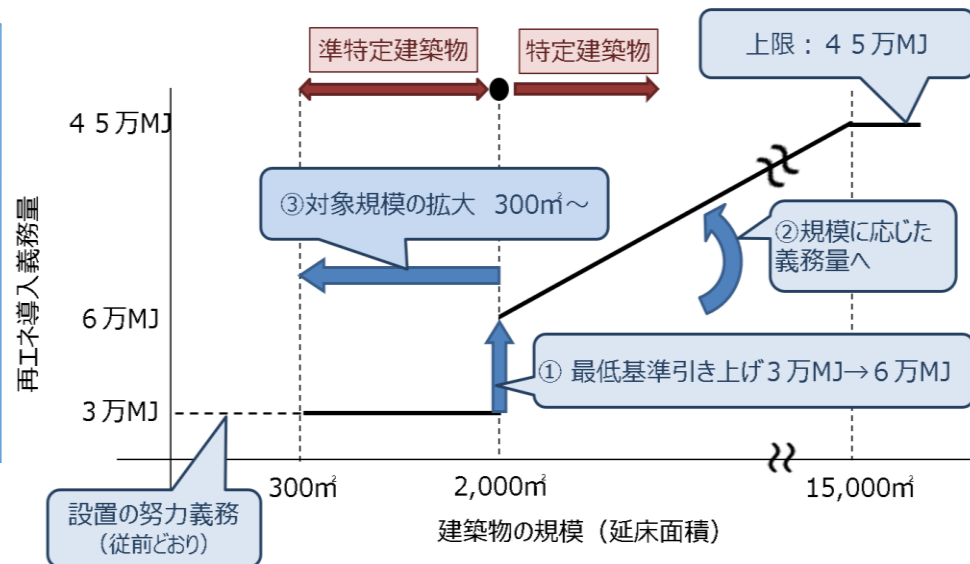 準特定建築物
特定建築物
上限：４５万MJ
４５万MJ
③対象規模の拡大　300㎡～
②規模に応じた
義務量へ
再エネ導入義務量
６万MJ
① 最低基準引き上げ３万MJ→６万MJ
３万MJ
300㎡
2,000㎡
15,000㎡
設置の努力義務
（従前どおり）
建築物の規模（延床面積）